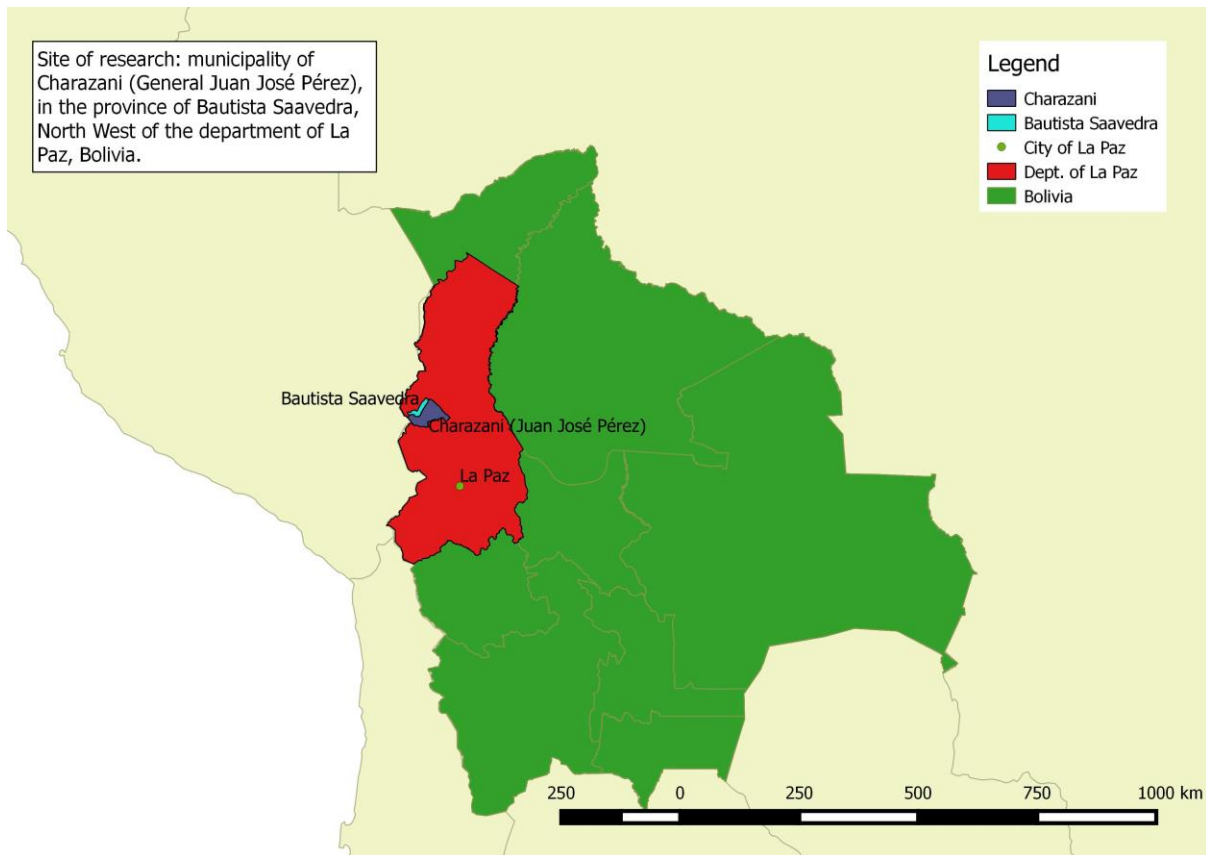 Site of research: municipality of
Charazani (General Juan José Pérez),
in the province of Bautista Saavedra,
North West of the department of La
Paz, Bolivia.
Legend
Charazani
Bautista Saavedra
City of La Paz
Dept. of La Paz
Bolivia
Bautista Saavedra
Charazani (Juan José Pérez)
La Paz
250 0 250 500 750 1000 km